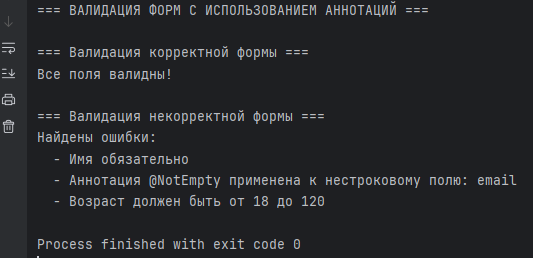 === ВАЛИДАЦИЯ ФОРМ С ИСПОЛЬЗОВАНИЕМ АННОТАЦИЙ ===
=== Валидация корректной формы ===
Все поля валидны!
=== Валидация некорректной формы ===
Найдены ошибки:
- Имя обязательно
- Аннотация @NotEmpty применена к нестроковому полю: email
- Возраст должен быть от 18 до 120
Process finished with exit code 0